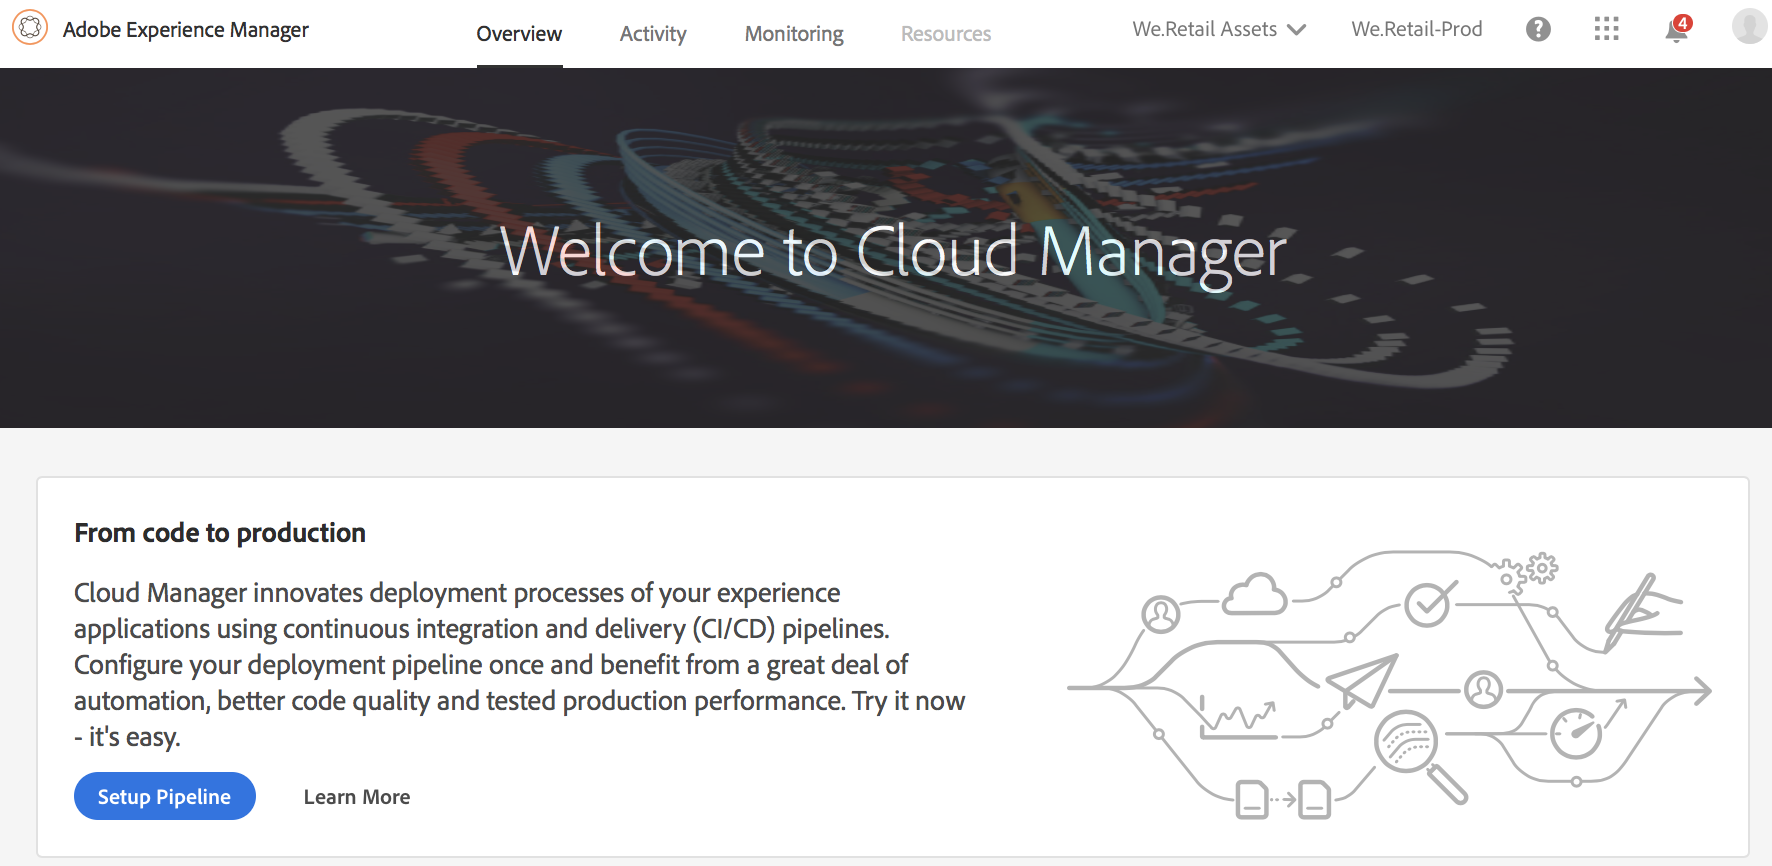 Adobe Experience Manager
Overview
Activity
Monitoring
Resources
We.Retail Assets
We.Retail-Prod
?
4
Welcome to Cloud Manager
From code to production
Cloud Manager innovates deployment processes of your experience
applications using continuous integration and delivery (CI/CD) pipelines.
Configure your deployment pipeline once and benefit from a great deal of
automation, better code quality and tested production performance. Try it now
- it's easy.
Setup Pipeline
Learn More